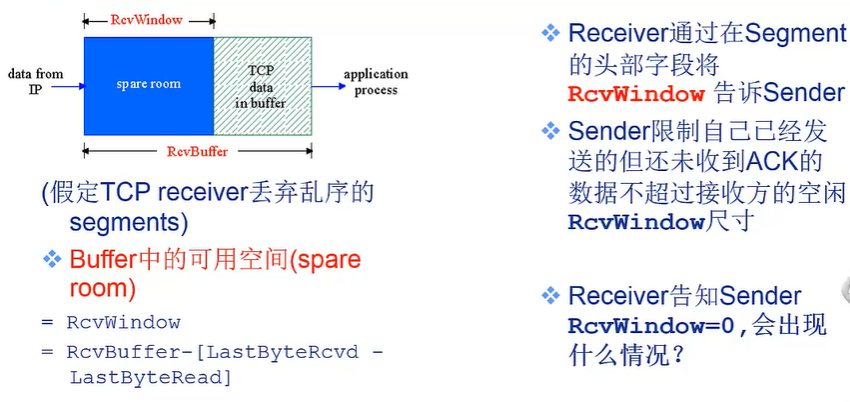 RcvWindow
data from
IP
spare room
TCP
data
in buffer
application
process
RcvBuffer
(假定TCP receiver丢弃乱序的
segments)
Buffer中的可用空间(spare
room)
= RcvWindow
= RcvBuffer-[LastByteRcvd -
LastByteRead]
Receiver通过在Segment
的头部字段将
RcvWindow 告诉Sender
Sender限制自己已经发
送的但还未收到ACK的
数据不超过接收方的空闲
RcvWindow尺寸
Receiver告知Sender
RcvWindow=0,会出现
什么情况?